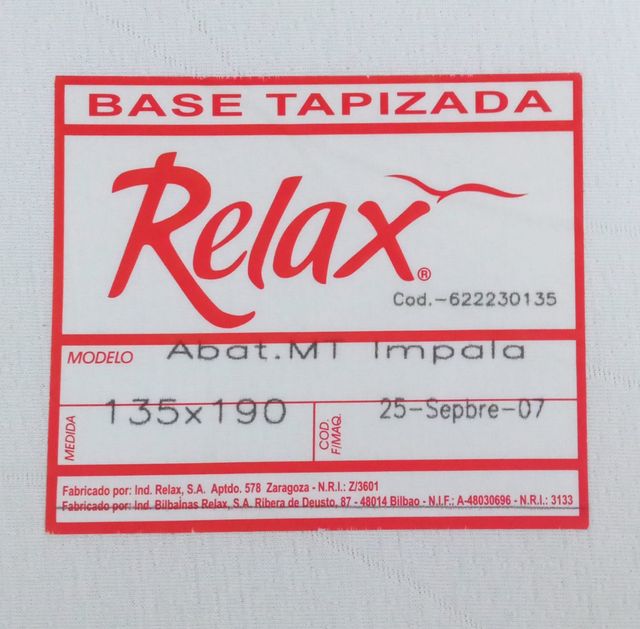 BASE TAPIZADA
Relax®
Cod.-622230135
MODELO Abat.MT Impala
MEDIDA 135x190 COD. F/MAQ. 25-Sepbre-07
Fabricado por: Ind. Relax, S.A. Aptdo. 578 Zaragoza - N.R.I.: Z/3601
Fabricado por: Ind. Bilbaínas Relax, S.A. Ribera de Deusto, 87 - 48014 Bilbao - N.I.F.: A-48030696 - N.R.I.: 3133